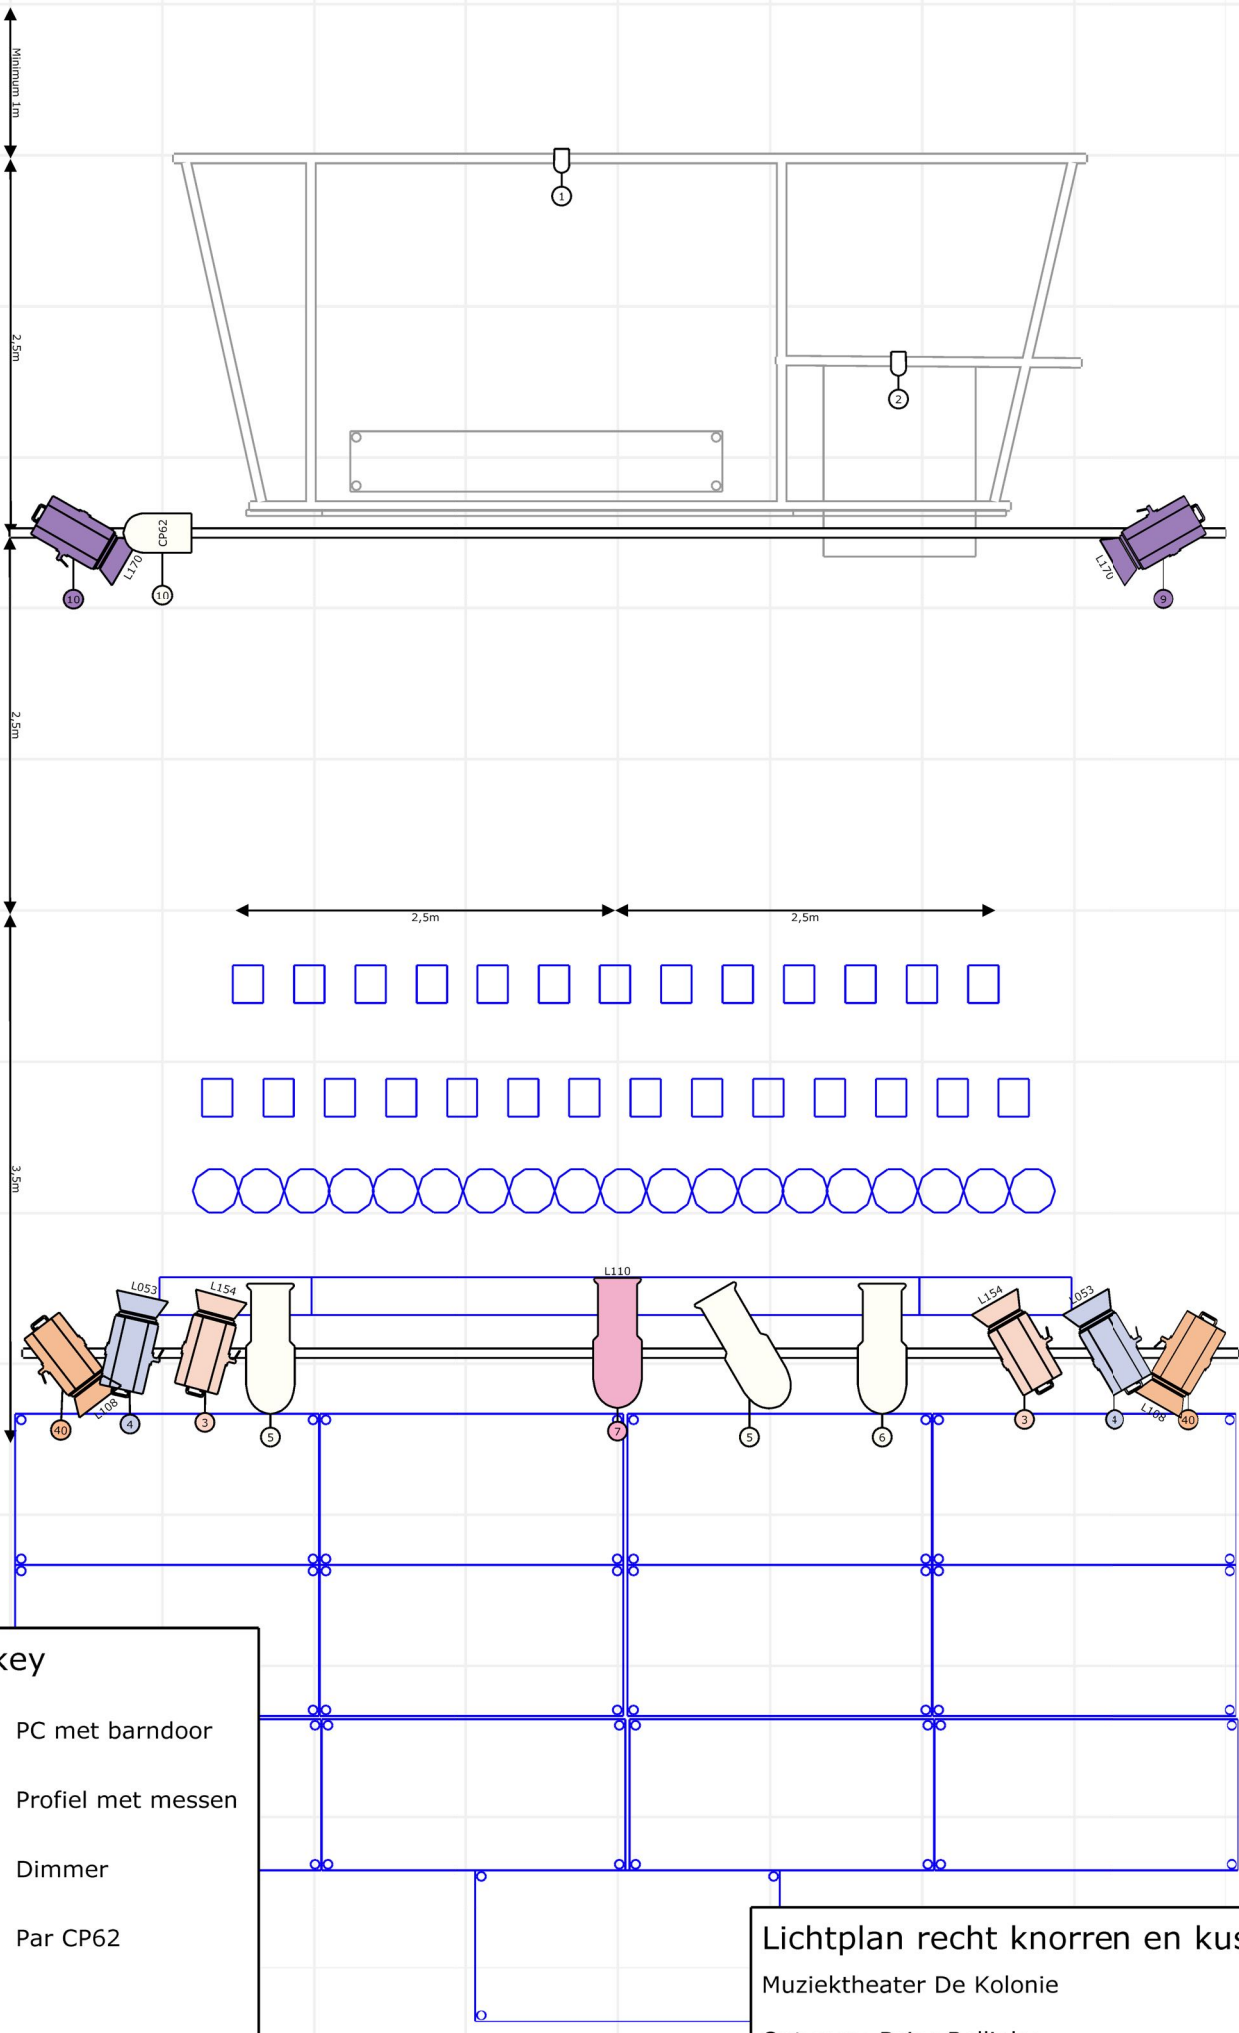 Minimum 1m
1
2,5m
2
CP62
L170
L170
10
10
9
2,5m
2,5m
2,5m
3,5m
L110
L053
L154
L154
L053
L108
L108
40
4
3
5
7
5
6
3
4
40
key
PC met barndoor
Profiel met messen
Dimmer
Par CP62
Lichtplan recht knorren en kus
Muziektheater De Kolonie